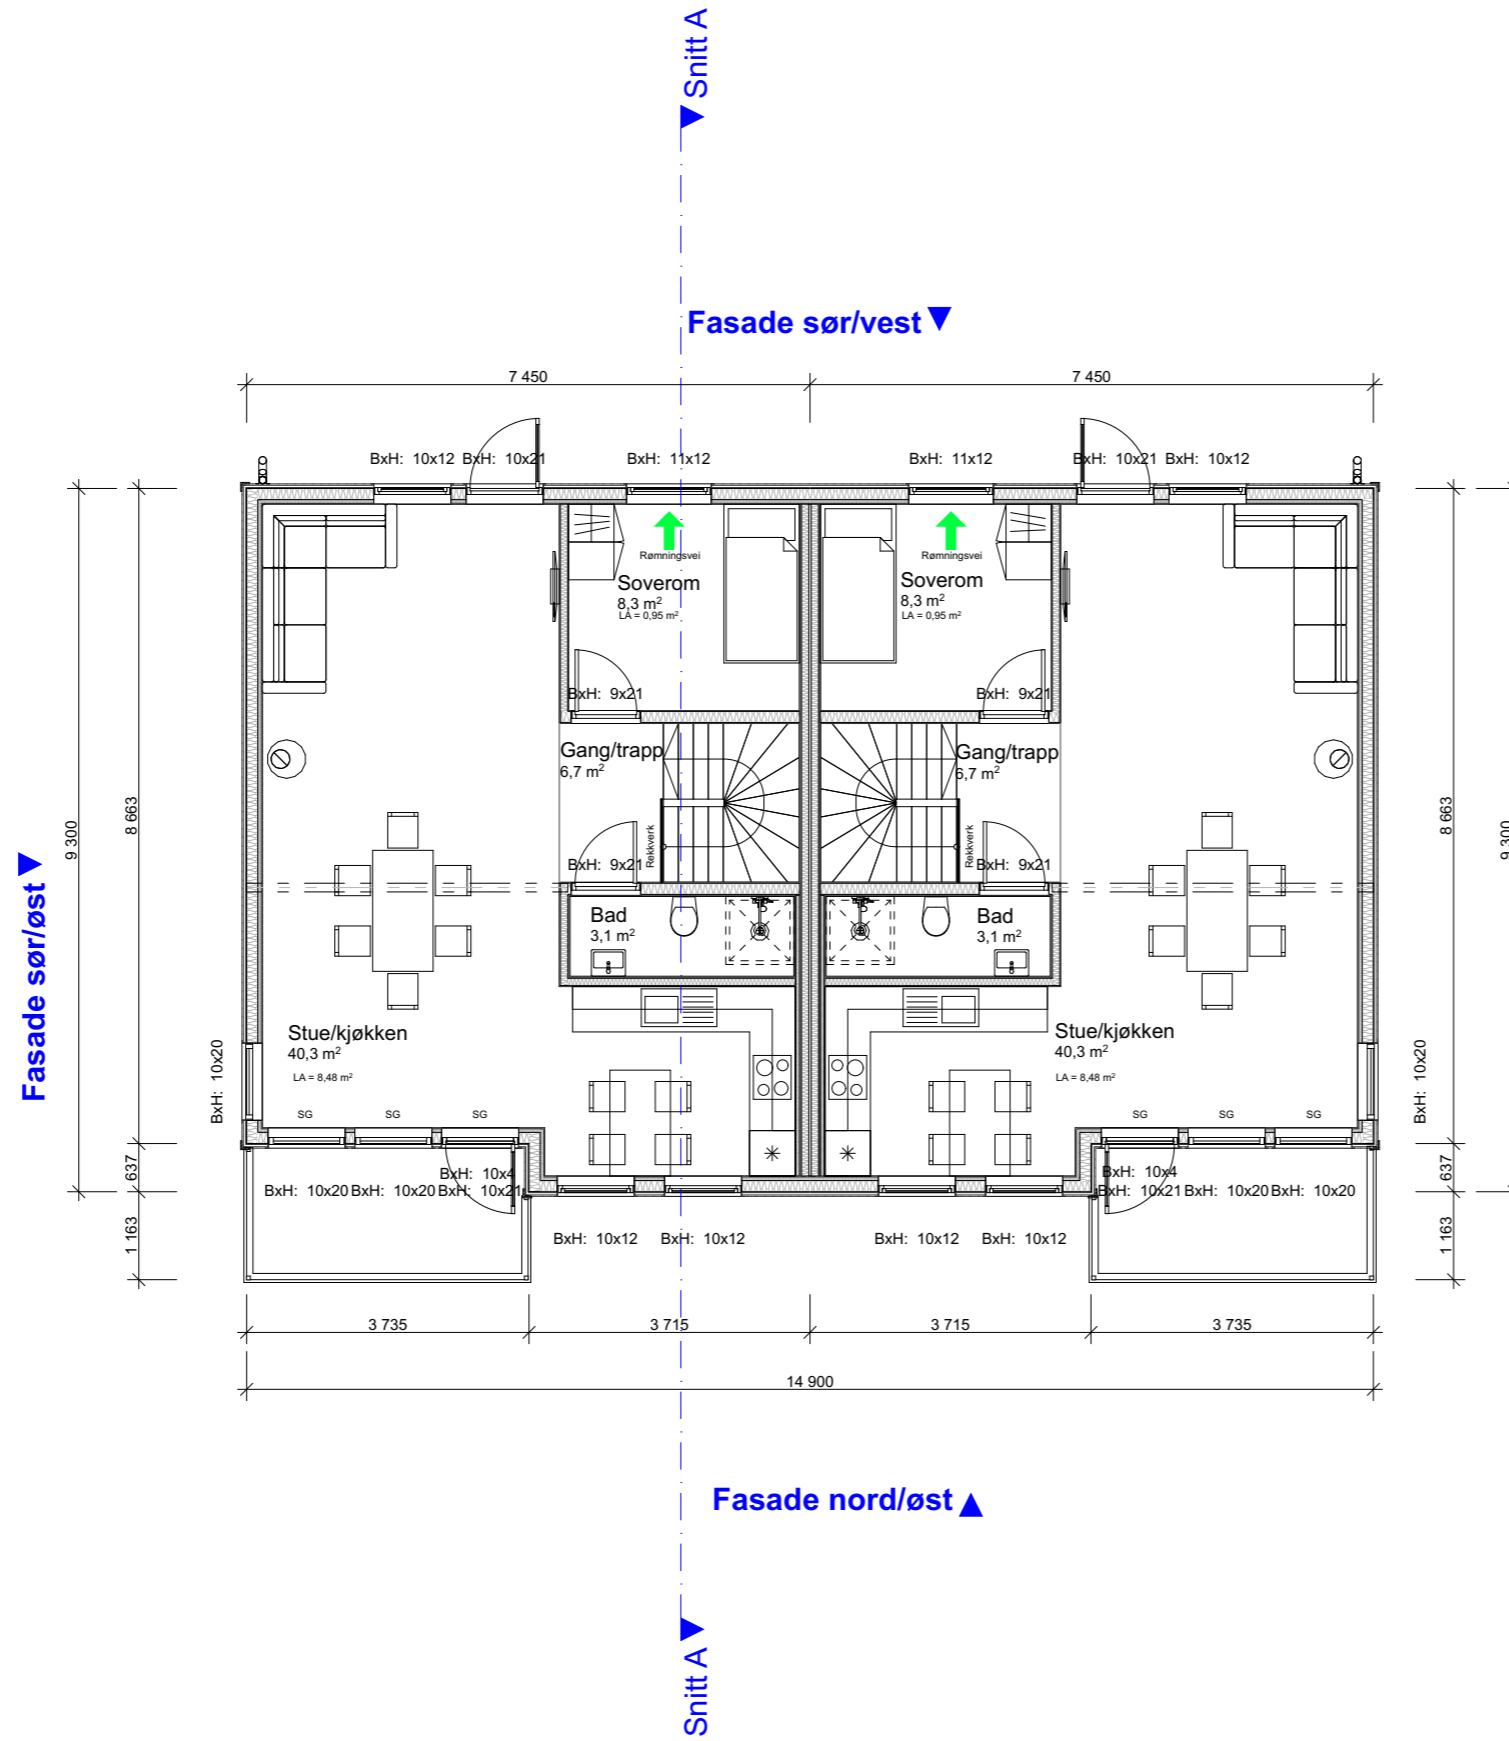 Snitt A
Fasade sør/vest
7 450
7 450
BxH: 10x12
BxH: 10x21
BxH: 11x12
BxH: 11x12
BxH: 10x21
BxH: 10x12
Rømningsvei
Soverom
8,3 m²
LA = 0,95 m²
Rømningsvei
Soverom
8,3 m²
LA = 0,95 m²
BxH: 9x21
BxH: 9x21
Gang/trapp
6,7 m²
Gang/trapp
6,7 m²
9 300
8 663
8 663
9 300
Rekkverk
Rekkverk
BxH: 9x21
BxH: 9x21
Fasade sør/øst
Bad
3,1 m²
Bad
3,1 m²
Stue/kjøkken
40,3 m²
LA = 8,48 m²
Stue/kjøkken
40,3 m²
LA = 8,48 m²
BxH: 10x20
BxH: 10x20
SG
SG
SG
SG
SG
SG
637
637
BxH: 10x4
BxH: 10x4
BxH: 10x20
BxH: 10x20
BxH: 10x21
BxH: 10x21
BxH: 10x20
BxH: 10x20
1 163
1 163
BxH: 10x12
BxH: 10x12
BxH: 10x12
BxH: 10x12
3 735
3 715
3 715
3 735
14 900
Fasade nord/øst
Snitt A